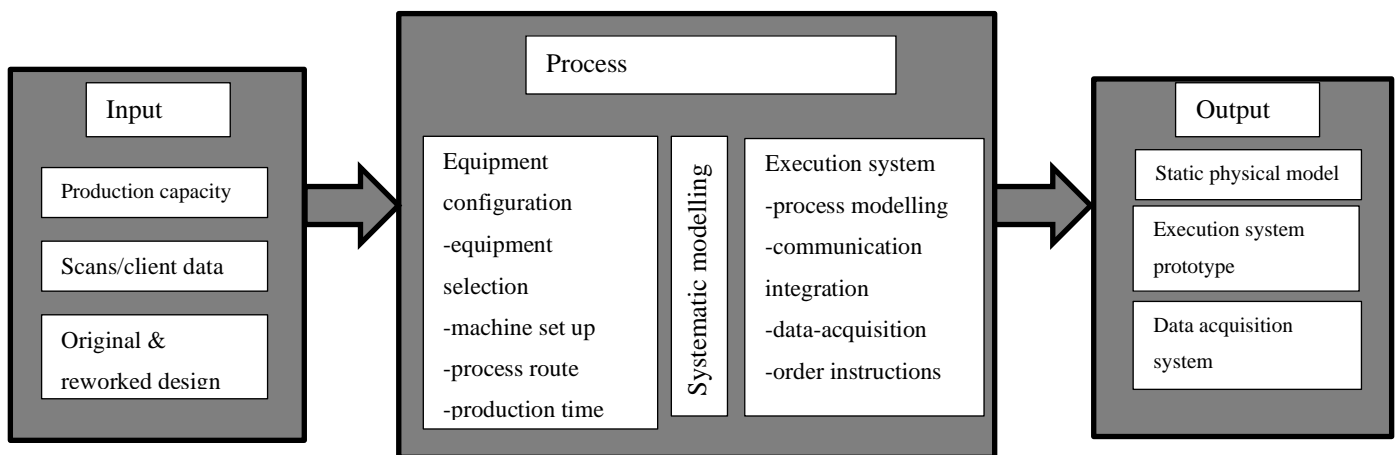 Input
Production capacity
Scans/client data
Original &
reworked design
Process
Equipment
configuration
-equipment
selection
-machine set up
-process route
-production time
Systematic modelling
Execution system
-process modelling
-communication
integration
-data-acquisition
-order instructions
Output
Static physical model
Execution system
prototype
Data acquisition
system